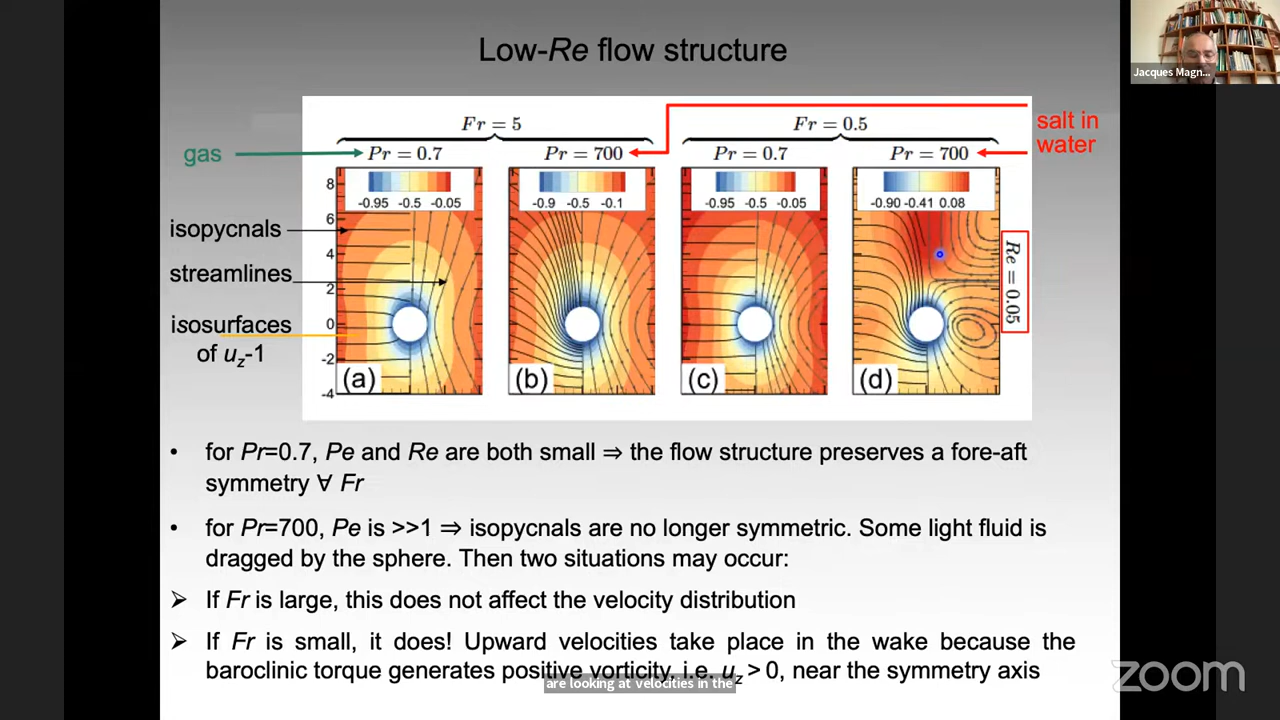 Low-Re flow structure
Jacques Magn...
Fr = 5
Fr = 0.5
salt in
water
gas
Pr = 0.7
Pr = 700
Pr = 0.7
Pr = 700
-0.95 -0.5 -0.05
-0.9 -0.5 -0.1
-0.95 -0.5 -0.05
-0.90 -0.41 0.08
8
6
4
2
0
-2
-4
isopycnals
streamlines
isosurfaces
of uz-1
Re = 0.05
(a)
(b)
(c)
(d)
• for Pr=0.7, Pe and Re are both small ⇒ the flow structure preserves a fore-aft
symmetry ∀ Fr
• for Pr=700, Pe is >>1 ⇒ isopycnals are no longer symmetric. Some light fluid is
dragged by the sphere. Then two situations may occur:
➢ If Fr is large, this does not affect the velocity distribution
➢ If Fr is small, it does! Upward velocities take place in the wake because the
baroclinic torque generates positive vorticity, i.e. uz > 0, near the symmetry axis
are looking at velocities in the
zoom